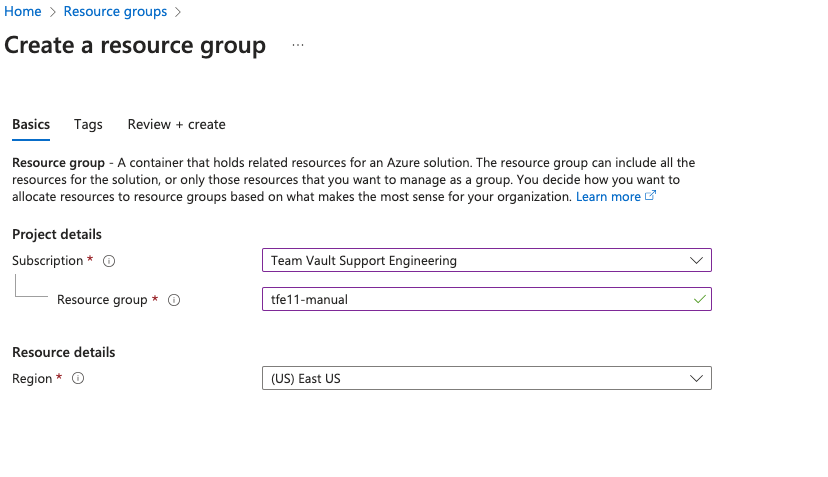 Home > Resource groups >
Create a resource group ...
Basics Tags Review + create
Resource group - A container that holds related resources for an Azure solution. The resource group can include all the
resources for the solution, or only those resources that you want to manage as a group. You decide how you want to
allocate resources to resource groups based on what makes the most sense for your organization. Learn more
Project details
Subscription * Team Vault Support Engineering
Resource group * tfe11-manual
Resource details
Region * (US) East US